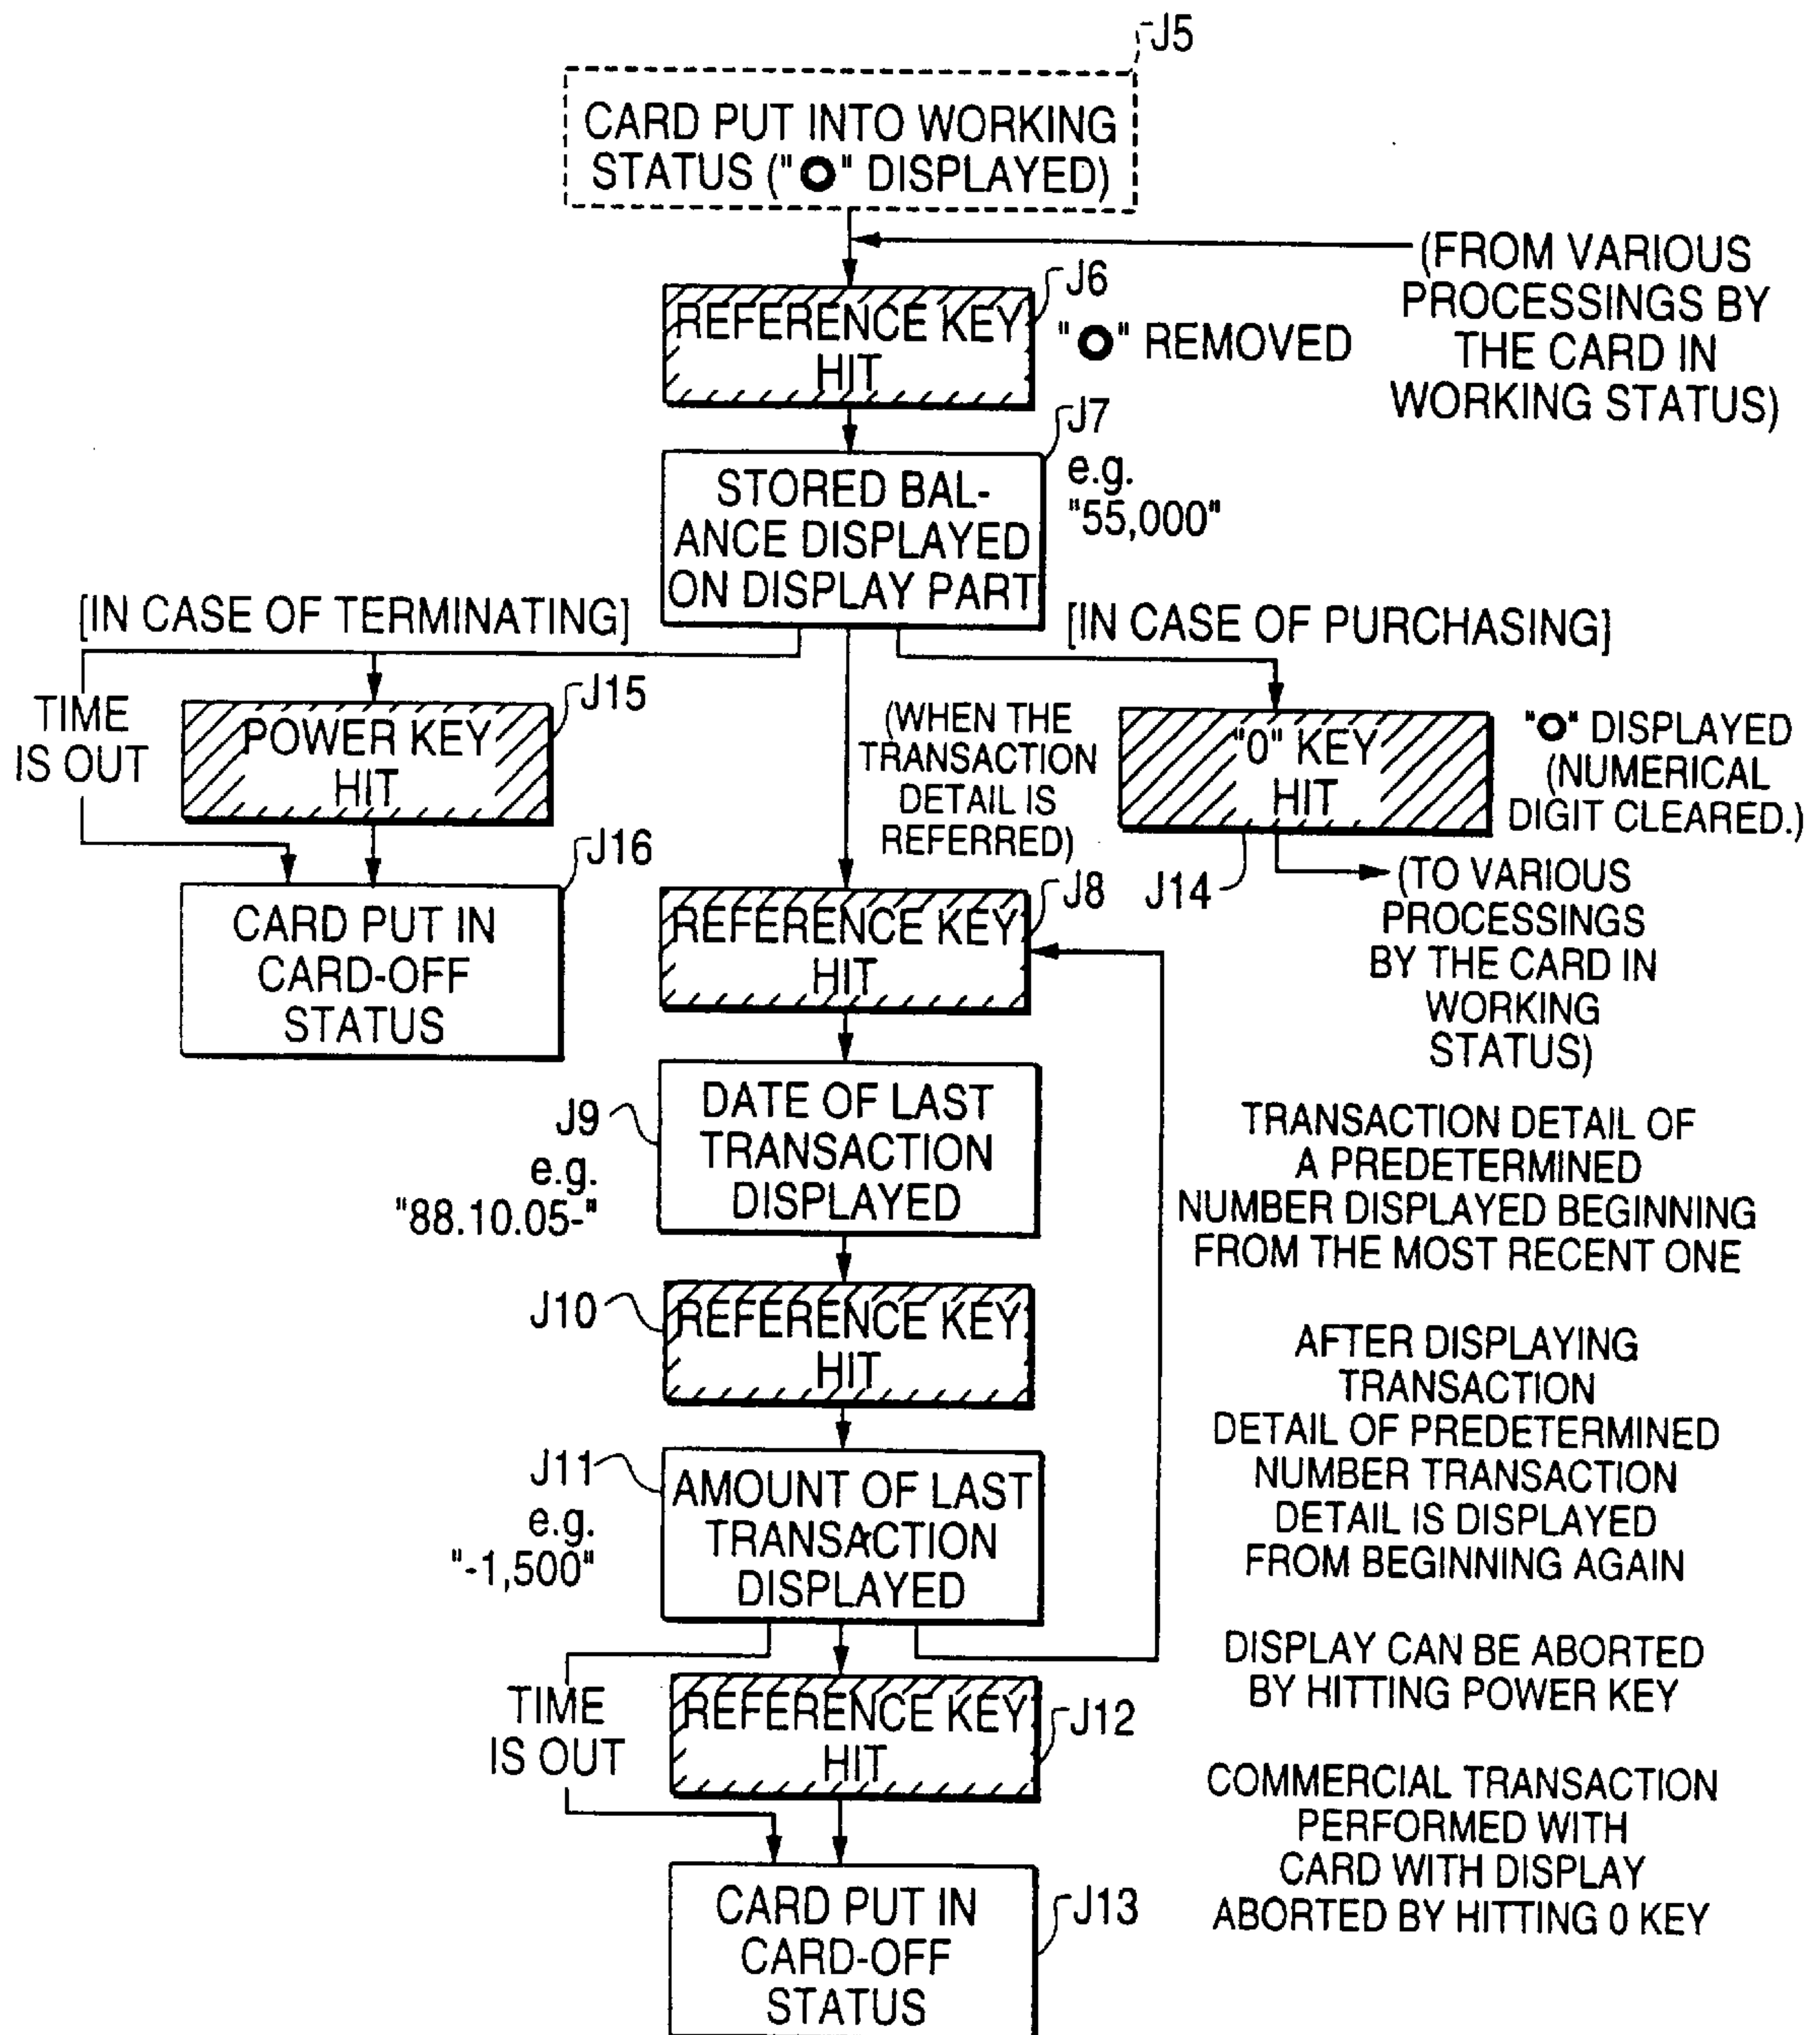 J5
CARD PUT INTO WORKING
STATUS ("O" DISPLAYED)
(FROM VARIOUS
PROCESSINGS BY
THE CARD IN
WORKING STATUS)
J6
REFERENCE KEY
HIT
"O" REMOVED
J7
STORED BAL-
ANCE DISPLAYED
ON DISPLAY PART
e.g.
"55,000"
[IN CASE OF TERMINATING]
[IN CASE OF PURCHASING]
TIME
IS OUT
J15
POWER KEY
HIT
(WHEN THE
TRANSACTION
DETAIL IS
REFERRED)
"0" KEY
HIT
"O" DISPLAYED
(NUMERICAL
DIGIT CLEARED.)
J16
CARD PUT IN
CARD-OFF
STATUS
J8
REFERENCE KEY
HIT
J14
(TO VARIOUS
PROCESSINGS
BY THE CARD IN
WORKING
STATUS)
J9
e.g.
"88.10.05-"
DATE OF LAST
TRANSACTION
DISPLAYED
TRANSACTION DETAIL OF
A PREDETERMINED
NUMBER DISPLAYED BEGINNING
FROM THE MOST RECENT ONE
J10
REFERENCE KEY
HIT
AFTER DISPLAYING
TRANSACTION
DETAIL OF PREDETERMINED
NUMBER TRANSACTION
DETAIL IS DISPLAYED
FROM BEGINNING AGAIN
J11
e.g.
"-1,500"
AMOUNT OF LAST
TRANSACTION
DISPLAYED
DISPLAY CAN BE ABORTED
BY HITTING POWER KEY
TIME
IS OUT
REFERENCE KEY
HIT
J12
COMMERCIAL TRANSACTION
PERFORMED WITH
CARD WITH DISPLAY
ABORTED BY HITTING 0 KEY
CARD PUT IN
CARD-OFF
STATUS
J13